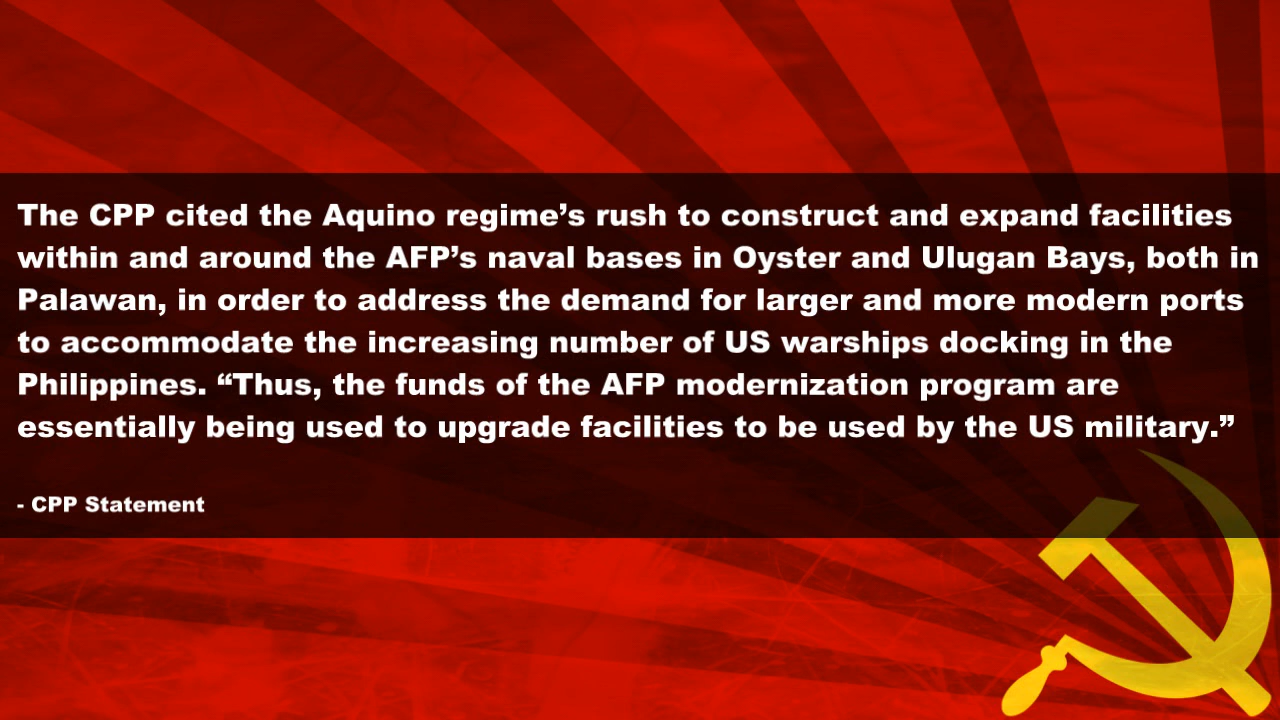 The CPP cited the Aquino regime’s rush to construct and expand facilities
within and around the AFP’s naval bases in Oyster and Ulugan Bays, both in
Palawan, in order to address the demand for larger and more modern ports
to accommodate the increasing number of US warships docking in the
Philippines. “Thus, the funds of the AFP modernization program are
essentially being used to upgrade facilities to be used by the US military.”
- CPP Statement